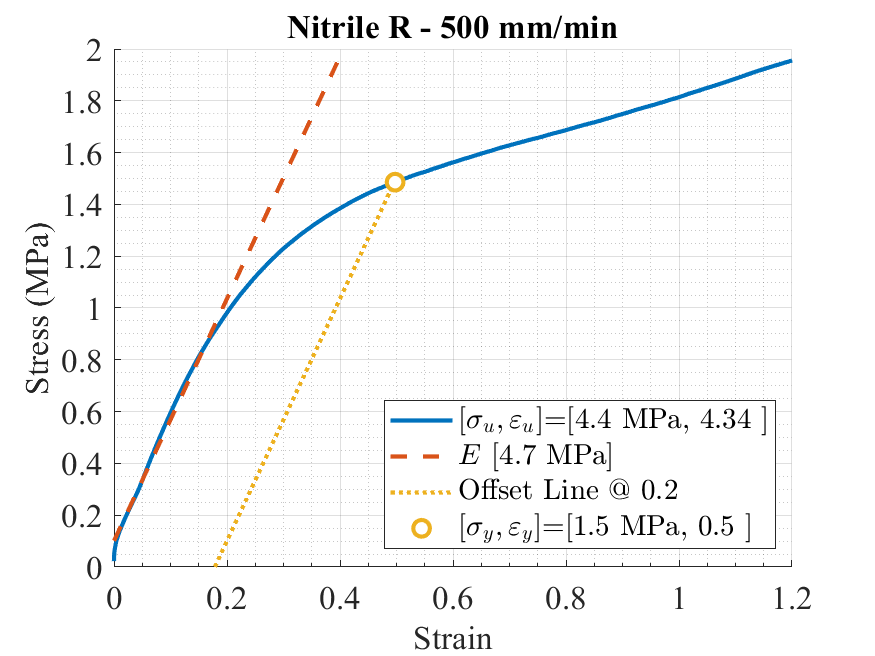 Nitrile R - 500 mm/min
2
1.8
1.6
1.4
1.2
1
0.8
0.6
0.4
0.2
0
Stress (MPa)
[σu, εu]=[4.4 MPa, 4.34 ]
E [4.7 MPa]
Offset Line @ 0.2
[σy, εy]=[1.5 MPa, 0.5 ]
0 0.2 0.4 0.6 0.8 1 1.2
Strain